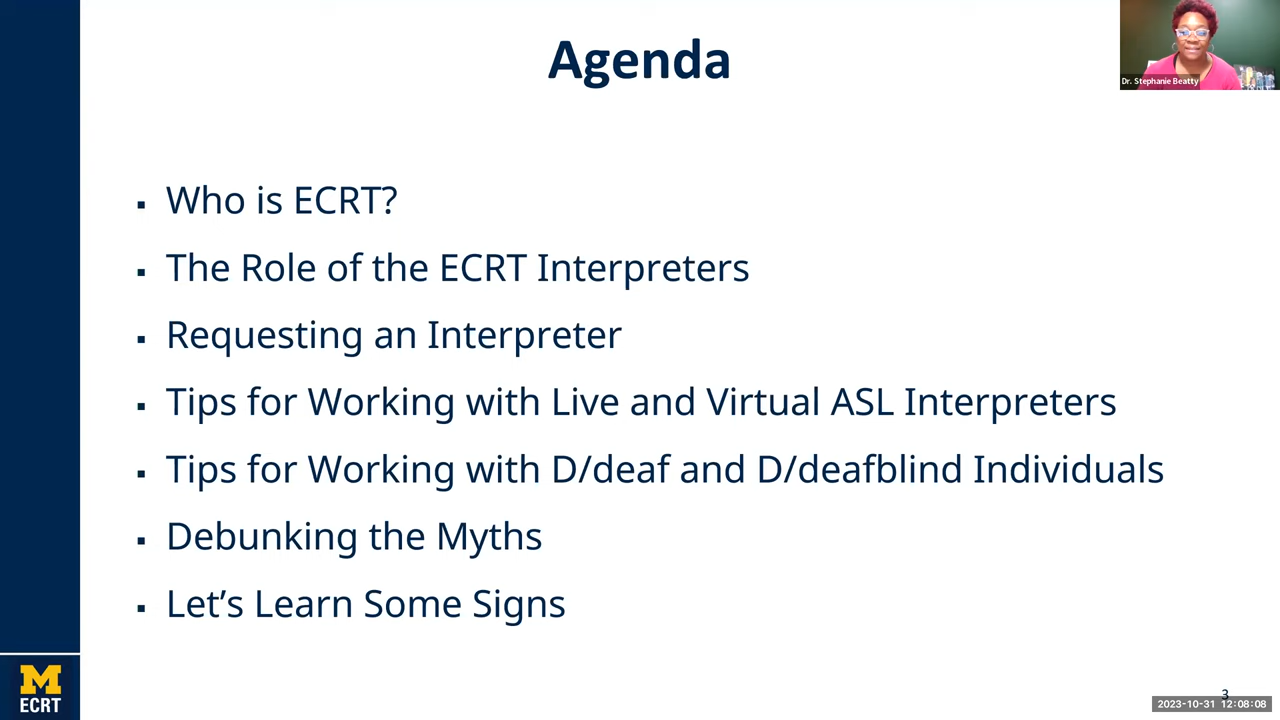 Agenda
Dr. Stephanie Beatty
▪ Who is ECRT?
▪ The Role of the ECRT Interpreters
▪ Requesting an Interpreter
▪ Tips for Working with Live and Virtual ASL Interpreters
▪ Tips for Working with D/deaf and D/deafblind Individuals
▪ Debunking the Myths
▪ Let’s Learn Some Signs
M
ECRT
3
2023-10-31 12:08:08